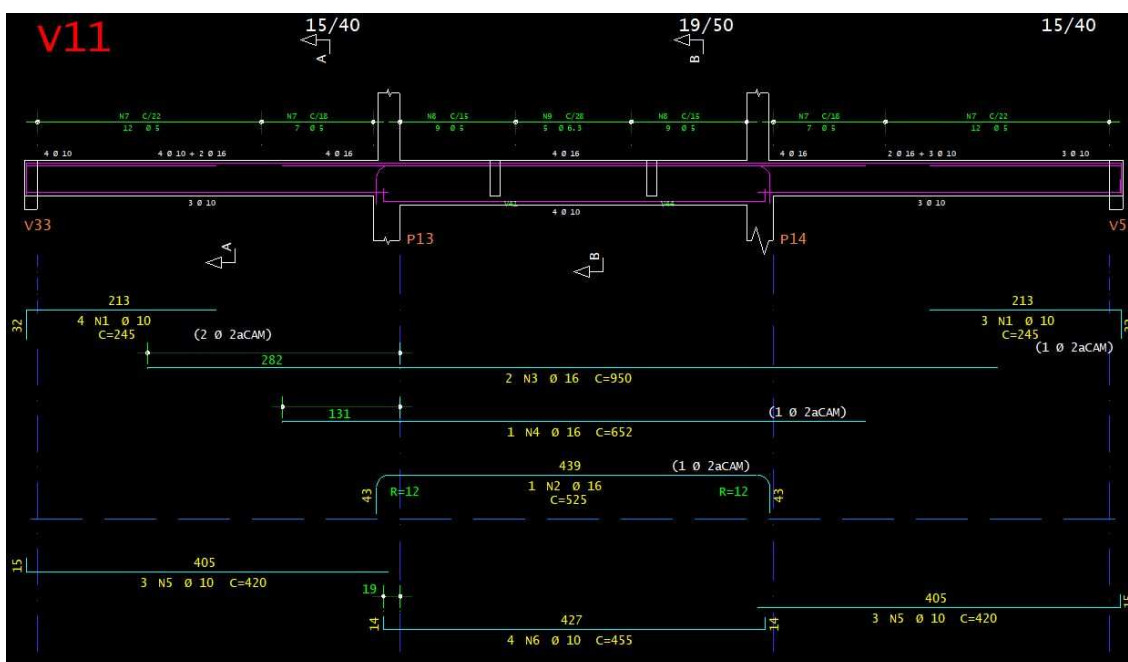 V11 15/40 19/50 15/40
A B
N7 C/22 N7 C/18 N8 C/15 N9 C/28 N8 C/15 N7 C/18 N7 C/22
12 Ø 5 7 Ø 5 9 Ø 5 5 Ø 6.3 9 Ø 5 7 Ø 5 12 Ø 5
4 Ø 10 4 Ø 10 + 2 Ø 16 4 Ø 16 4 Ø 16 4 Ø 16 2 Ø 16 + 3 Ø 10 3 Ø 10
3 Ø 10 V41 4 Ø 10 V44 3 Ø 10
V33 P13 P14 V5
A B
213 213
32 4 N1 Ø 10 3 N1 Ø 10
C=245 (2 Ø 2aCAM) C=245
(1 Ø 2aCAM)
282
2 N3 Ø 16 C=950
131 (1 Ø 2aCAM)
1 N4 Ø 16 C=652
439 (1 Ø 2aCAM)
43 R=12 1 N2 Ø 16 R=12 43
C=525
15 405
3 N5 Ø 10 C=420
19 405 15
14 427 14 3 N5 Ø 10 C=420
4 N6 Ø 10 C=455